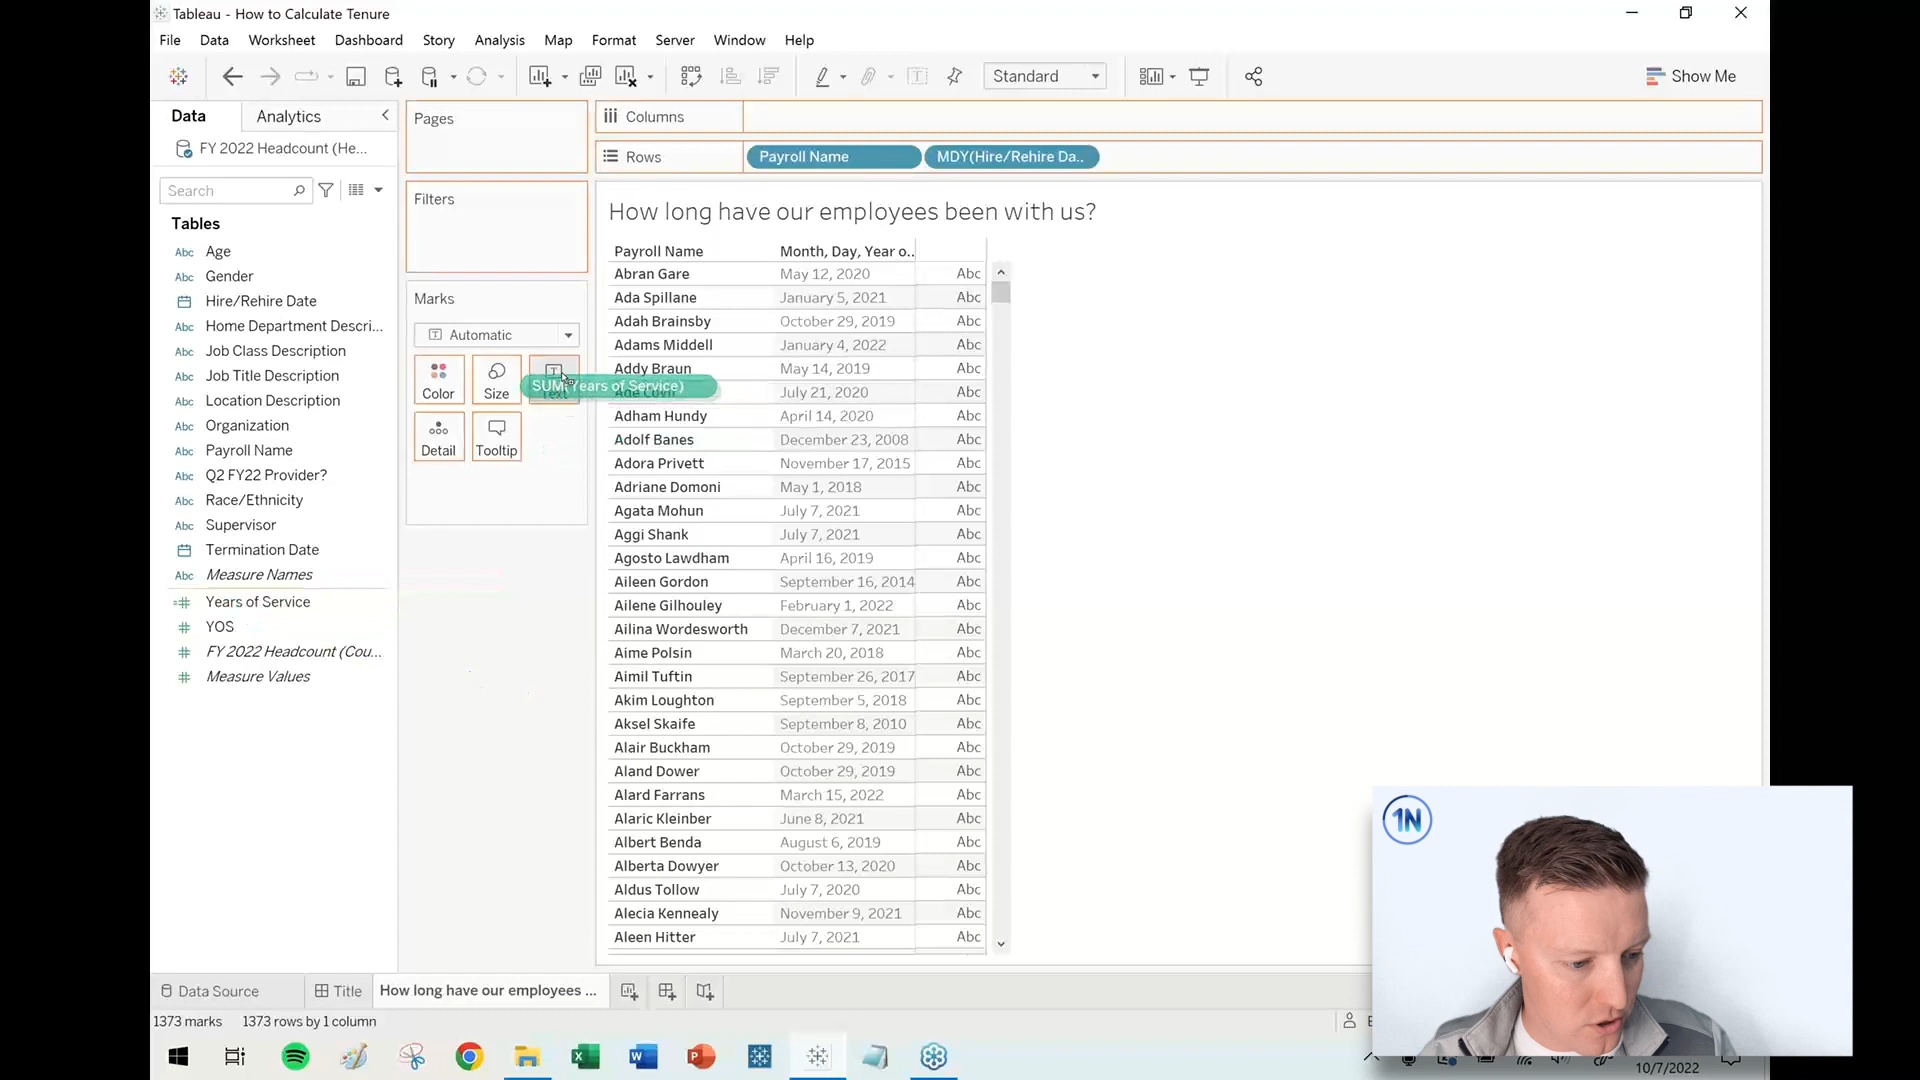 Tableau - How to Calculate Tenure
File Data Worksheet Dashboard Story Analysis Map Format Server Window Help
Standard
Show Me
Data Analytics
FY 2022 Headcount (He...
Search
Tables
Abc Age
Abc Gender
Hire/Rehire Date
Abc Home Department Descri...
Abc Job Class Description
Abc Job Title Description
Abc Location Description
Abc Organization
Abc Payroll Name
Abc Q2 FY22 Provider?
Abc Race/Ethnicity
Abc Supervisor
Termination Date
Abc Measure Names
Years of Service
YOS
FY 2022 Headcount (Cou...
Measure Values
Pages
Filters
Marks
Automatic
Color Size Text
SUM(Years of Service)
Detail Tooltip
Columns
Rows Payroll Name MDY(Hire/Rehire Da..
How long have our employees been with us?
Payroll Name Month, Day, Year o..
Abran Gare May 12, 2020 Abc
Ada Spillane January 5, 2021 Abc
Adah Brainsby October 29, 2019 Abc
Adams Middell January 4, 2022 Abc
Addy Braun May 14, 2019 Abc
July 21, 2020 Abc
Adham Hundy April 14, 2020 Abc
Adolf Banes December 23, 2008 Abc
Adora Privett November 17, 2015 Abc
Adriane Domoni May 1, 2018 Abc
Agata Mohun July 7, 2021 Abc
Aggi Shank July 7, 2021 Abc
Agosto Lawdham April 16, 2019 Abc
Aileen Gordon September 16, 2014 Abc
Ailene Gilhouley February 1, 2022 Abc
Ailina Wordesworth December 7, 2021 Abc
Aime Polsin March 20, 2018 Abc
Aimil Tuftin September 26, 2017 Abc
Akim Loughton September 5, 2018 Abc
Aksel Skaife September 8, 2010 Abc
Alair Buckham October 29, 2019 Abc
Aland Dower October 29, 2019 Abc
Alard Farrans March 15, 2022 Abc
Alaric Kleinber June 8, 2021 Abc
Albert Benda August 6, 2019 Abc
Alberta Dowyer October 13, 2020 Abc
Aldus Tollow July 7, 2020 Abc
Alecia Kennealy November 9, 2021 Abc
Aleen Hitter July 7, 2021 Abc
1N
Data Source Title How long have our employees ...
1373 marks 1373 rows by 1 column
10/7/2022